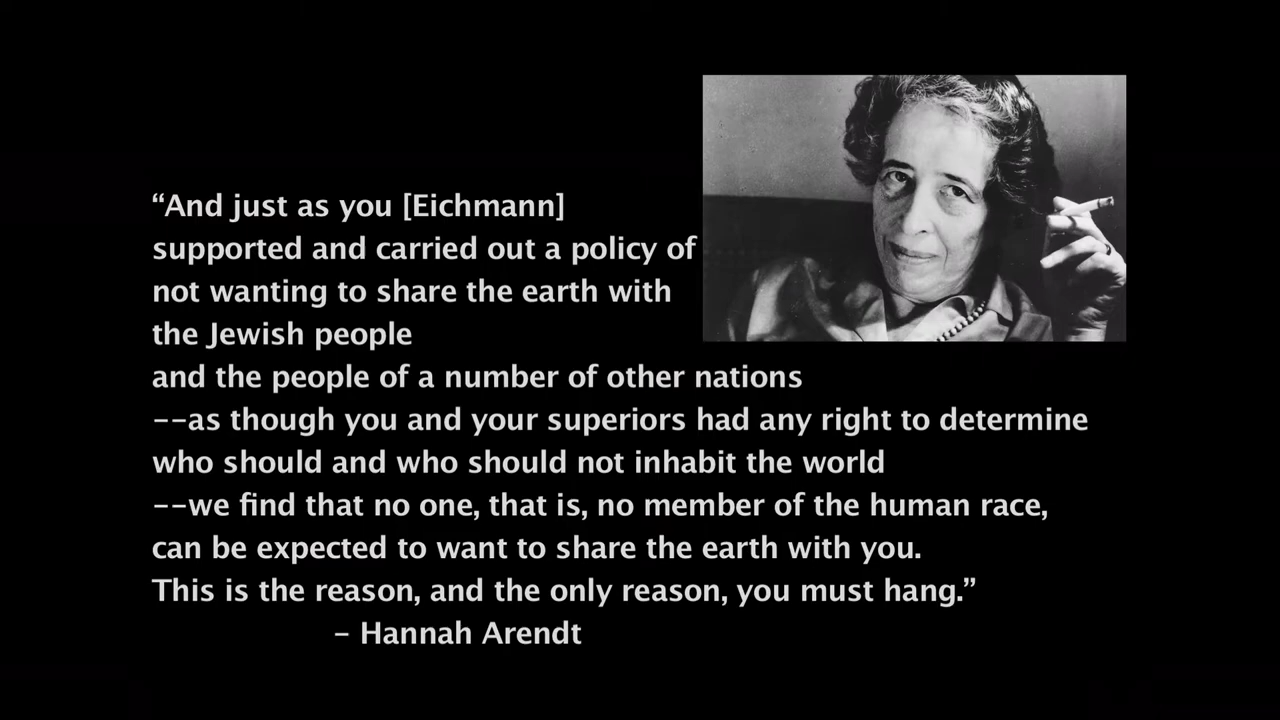 “And just as you [Eichmann]
supported and carried out a policy of
not wanting to share the earth with
the Jewish people
and the people of a number of other nations
--as though you and your superiors had any right to determine
who should and who should not inhabit the world
--we find that no one, that is, no member of the human race,
can be expected to want to share the earth with you.
This is the reason, and the only reason, you must hang.”
– Hannah Arendt